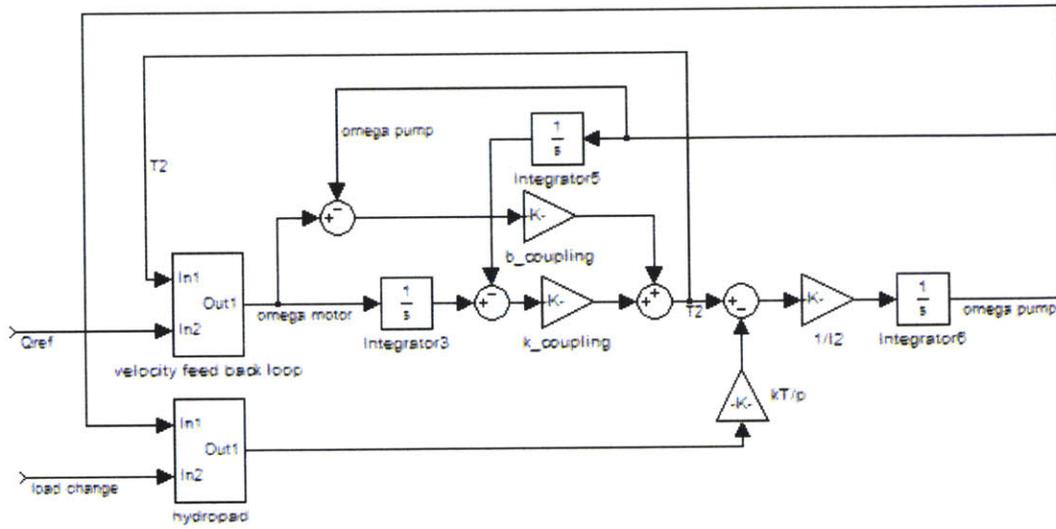 omega pump
1
s
Integrator5
T2
-K-
b_coupling
In1
Out1
In2
omega motor
1
s
Integrator3
K-
k_coupling
T2
K-
1/I2
1
s
Integrator6
omega pump
Qref
velocity feed back loop
In1
Out1
In2
-K-
kT/p
load change
hydropad